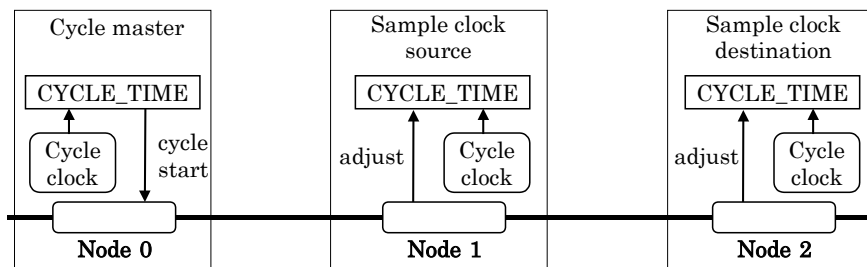 Cycle master
CYCLE_TIME
Cycle
clock
cycle
start
Node 0
Sample clock
source
CYCLE_TIME
adjust
Cycle
clock
Node 1
Sample clock
destination
CYCLE_TIME
adjust
Cycle
clock
Node 2